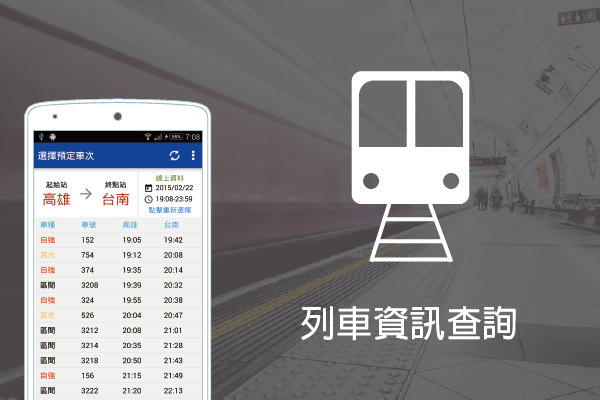 68% 7:08
選擇預定車次
起始站 終點站
高雄 台南
線上資料
2015/02/22
19:08-23:59
點擊重新選擇
車種 車號 高雄 台南
自強 152 19:05 19:42
莒光 754 19:12 20:08
自強 374 19:35 20:14
區間 3208 19:39 20:32
自強 324 19:55 20:38
莒光 526 20:04 20:47
區間 3212 20:08 21:01
區間 3214 20:35 21:28
區間 3218 20:50 21:43
自強 156 21:15 21:49
區間 3222 21:20 22:13
列車資訊查詢